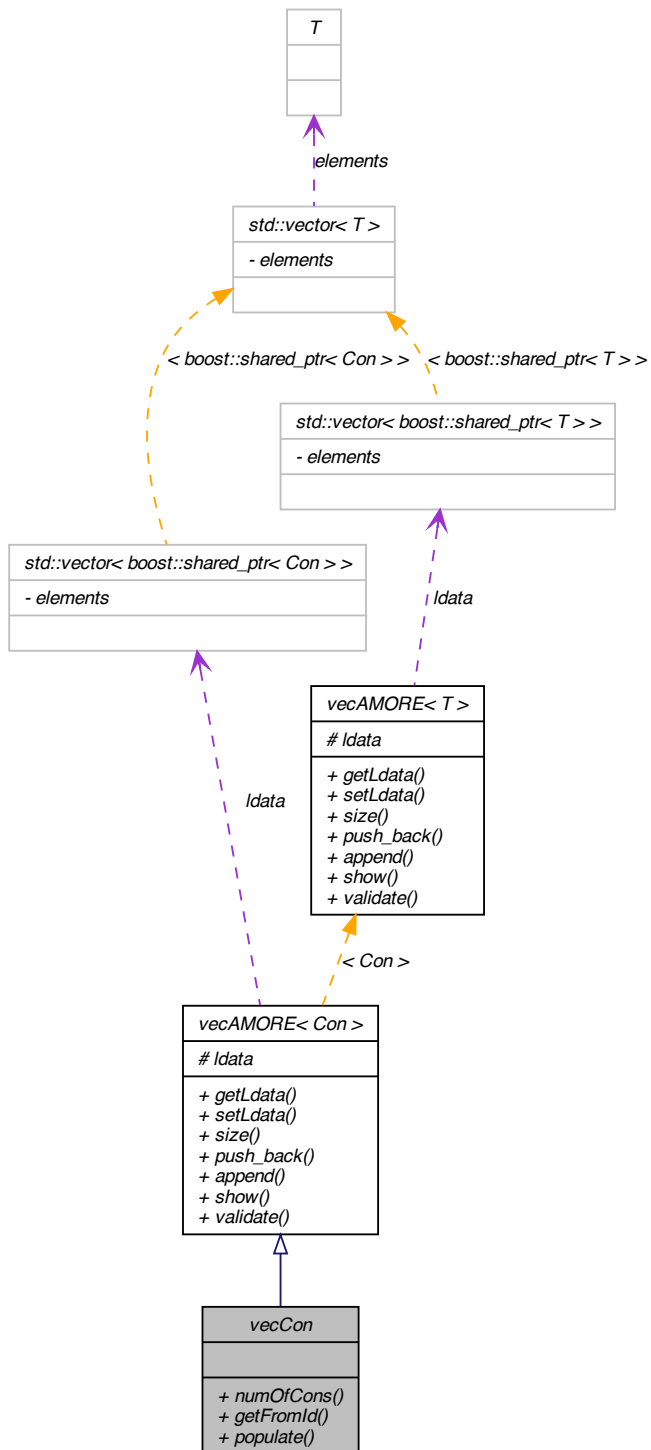 T
elements
std::vector< T >
- elements
< boost::shared_ptr< Con > >
< boost::shared_ptr< T > >
std::vector< boost::shared_ptr< T > >
- elements
std::vector< boost::shared_ptr< Con > >
- elements
ldata
vecAMORE< T >
# ldata
+ getLdata()
+ setLdata()
+ size()
+ push_back()
+ append()
+ show()
+ validate()
ldata
< Con >
vecAMORE< Con >
# ldata
+ getLdata()
+ setLdata()
+ size()
+ push_back()
+ append()
+ show()
+ validate()
vecCon
+ numOfCons()
+ getFromId()
+ populate()